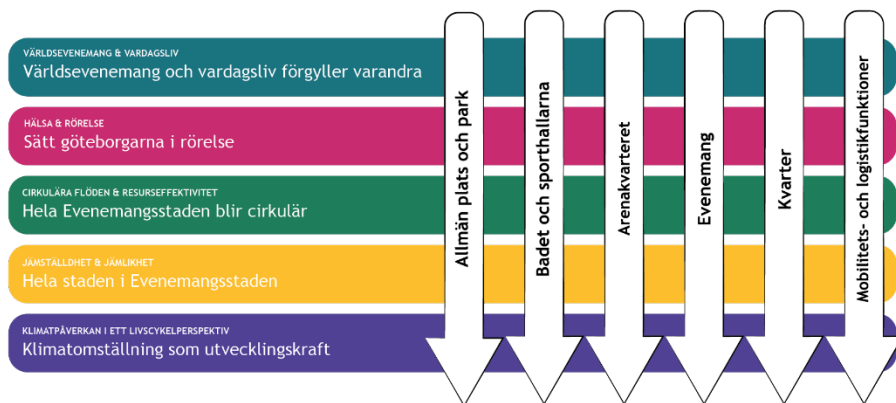 VÄRLDSEVENEMANG & VARDAGSLIV
Världsevenemang och vardagsliv förgyller varandra
HÄLSA & RÖRELSE
Sätt göteborgarna i rörelse
CIRKULÄRA FLÖDEN & RESURSEFFEKTIVITET
Hela Evenemangsstaden blir cirkulär
JÄMSTÄLLDHET & JÄMLIKHET
Hela staden i Evenemangsstaden
KLIMATPÅVERKAN I ETT LIVSCYKELPERSPEKTIV
Klimatomställning som utvecklingskraft
Allmän plats och park
Badet och sporthallarna
Arenakvarteret
Evenemang
Kvarter
Mobilitets- och logistikfunktioner